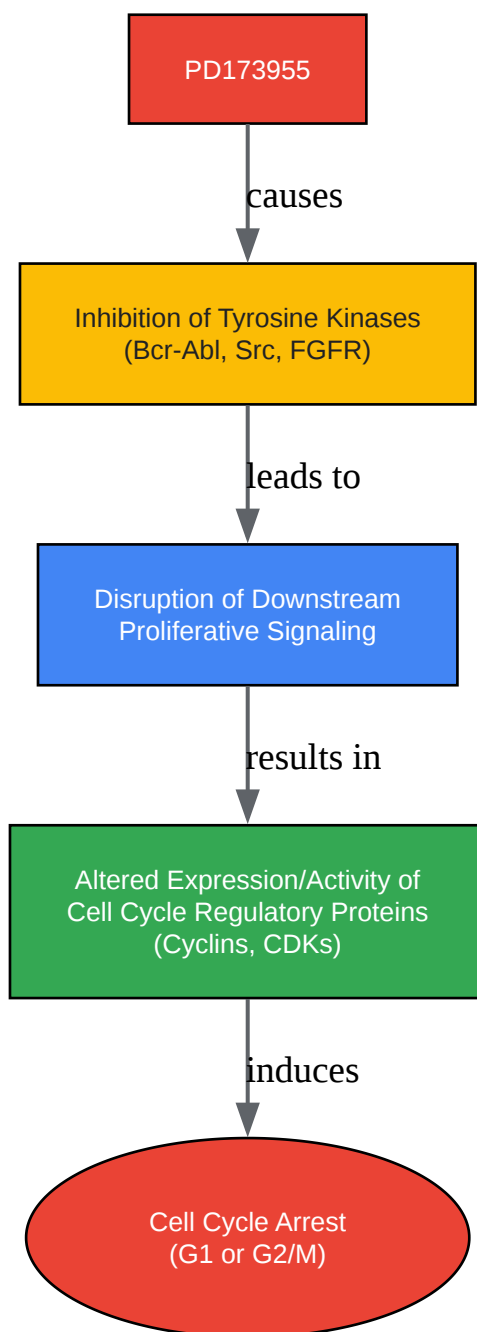 PD173955
causes
Inhibition of Tyrosine Kinases
(Bcr-Abl, Src, FGFR)
leads to
Disruption of Downstream
Proliferative Signaling
results in
Altered Expression/Activity of
Cell Cycle Regulatory Proteins
(Cyclins, CDKs)
induces
Cell Cycle Arrest
(G1 or G2/M)